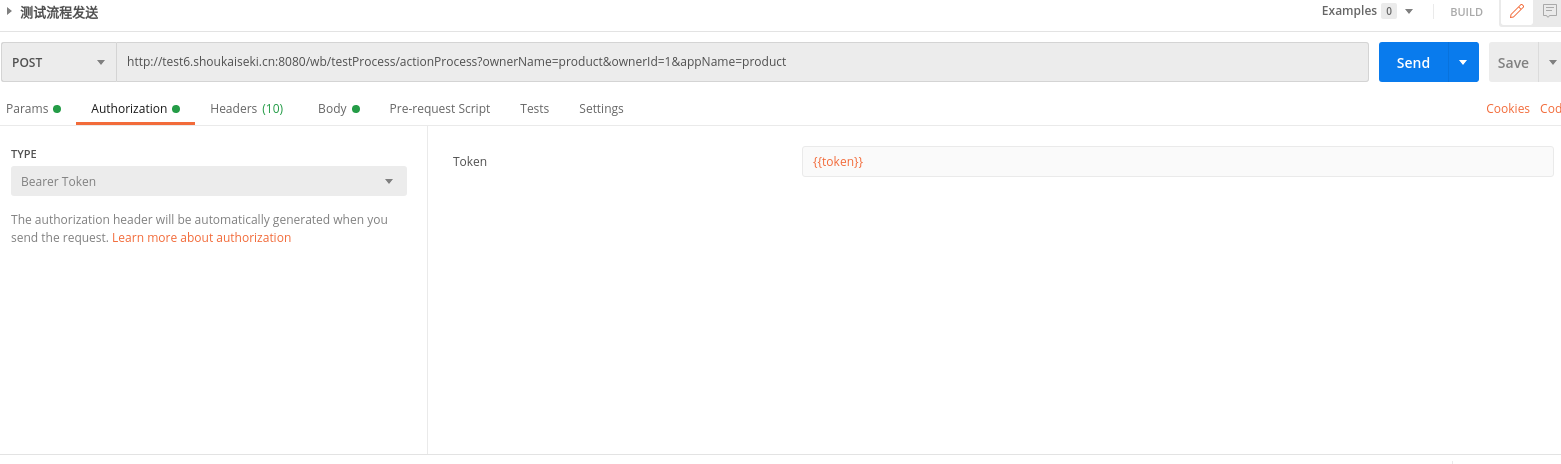 测试流程发送
Examples 0 BUILD
POST http://test6.shoukaiseki.cn:8080/wb/testProcess/actionProcess?ownerName=product&ownerId=1&appName=product Send Save
Params Authorization Headers (10) Body Pre-request Script Tests Settings Cookies Cod
TYPE
Bearer Token
The authorization header will be automatically generated when you
send the request. Learn more about authorization
Token {{token}}